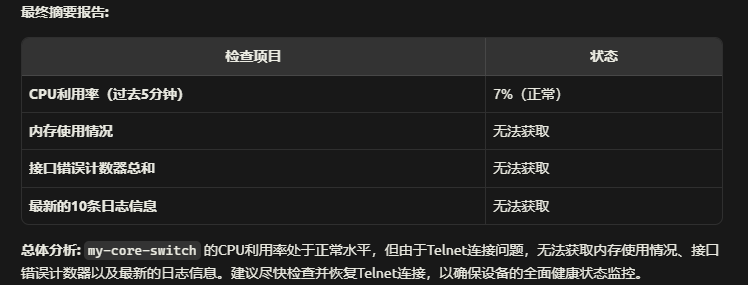 最终摘要报告:
检查项目 状态
CPU利用率（过去5分钟） 7%（正常）
内存使用情况 无法获取
接口错误计数器总和 无法获取
最新的10条日志信息 无法获取
总体分析: my-core-switch 的CPU利用率处于正常水平，但由于Telnet连接问题，无法获取内存使用情况、接口
错误计数器以及最新的日志信息。建议尽快检查并恢复Telnet连接，以确保设备的全面健康状态监控。